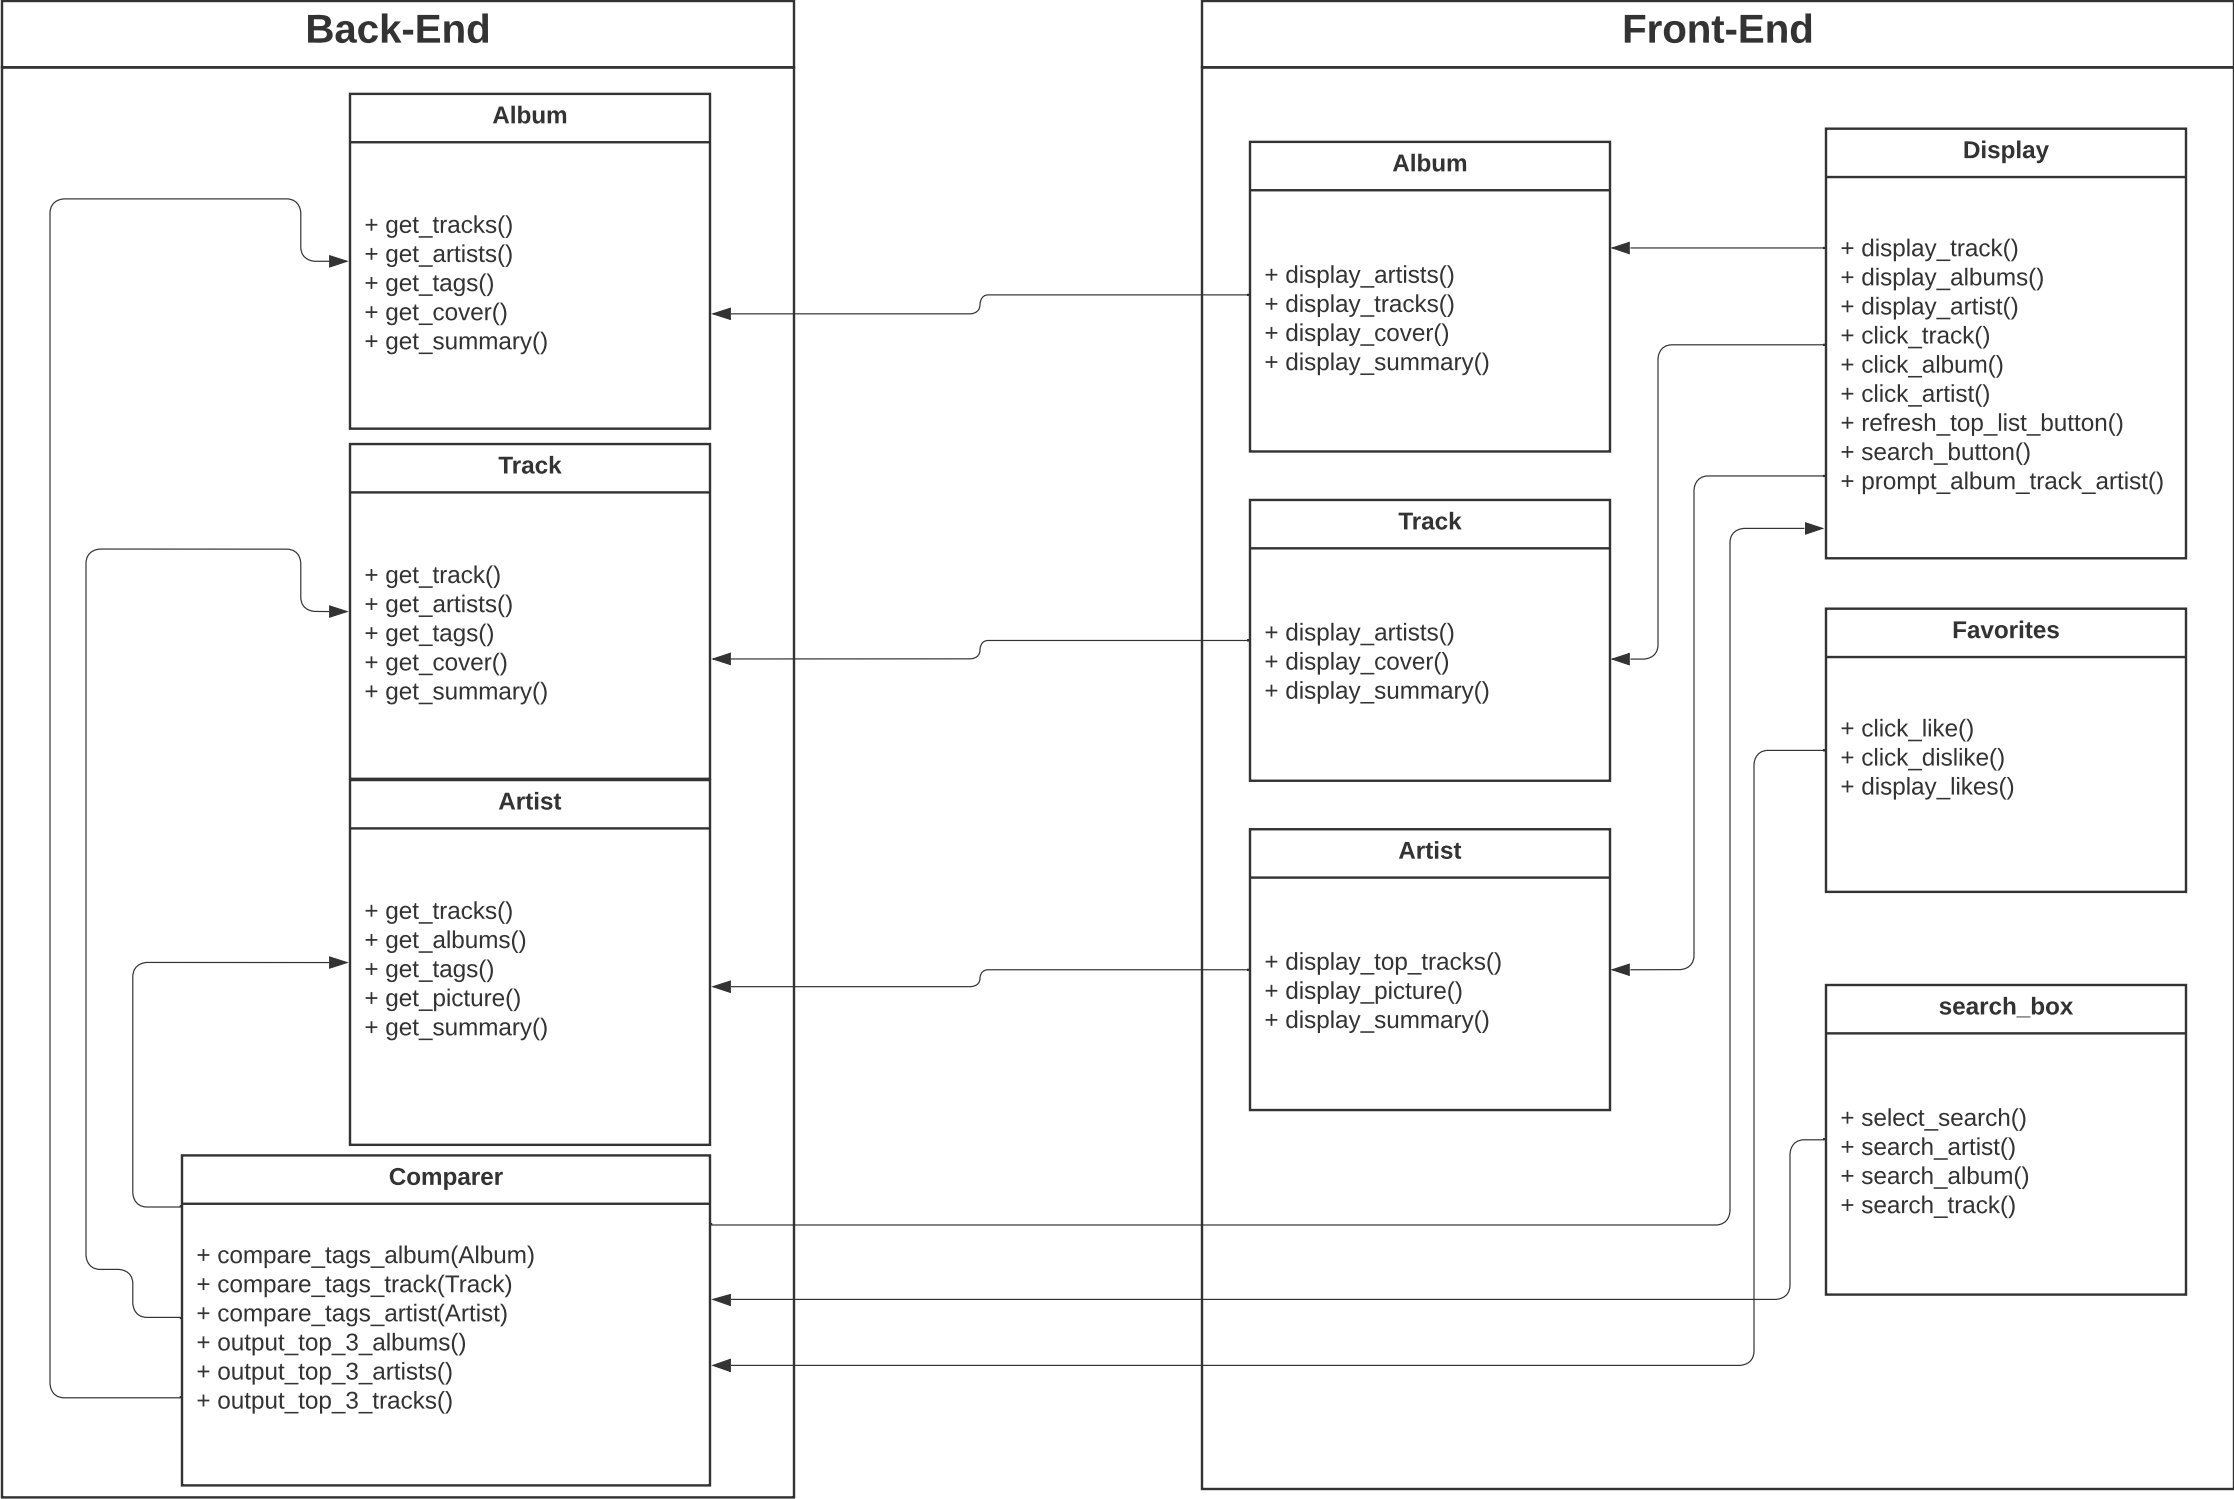 Back-End
Album
+ get_tracks()
+ get_artists()
+ get_tags()
+ get_cover()
+ get_summary()
Track
+ get_track()
+ get_artists()
+ get_tags()
+ get_cover()
+ get_summary()
Artist
+ get_tracks()
+ get_albums()
+ get_tags()
+ get_picture()
+ get_summary()
Comparer
+ compare_tags_album(Album)
+ compare_tags_track(Track)
+ compare_tags_artist(Artist)
+ output_top_3_albums()
+ output_top_3_artists()
+ output_top_3_tracks()
Front-End
Album
+ display_artists()
+ display_tracks()
+ display_cover()
+ display_summary()
Track
+ display_artists()
+ display_cover()
+ display_summary()
Artist
+ display_top_tracks()
+ display_picture()
+ display_summary()
Display
+ display_track()
+ display_albums()
+ display_artist()
+ click_track()
+ click_album()
+ click_artist()
+ refresh_top_list_button()
+ search_button()
+ prompt_album_track_artist()
Favorites
+ click_like()
+ click_dislike()
+ display_likes()
search_box
+ select_search()
+ search_artist()
+ search_album()
+ search_track()